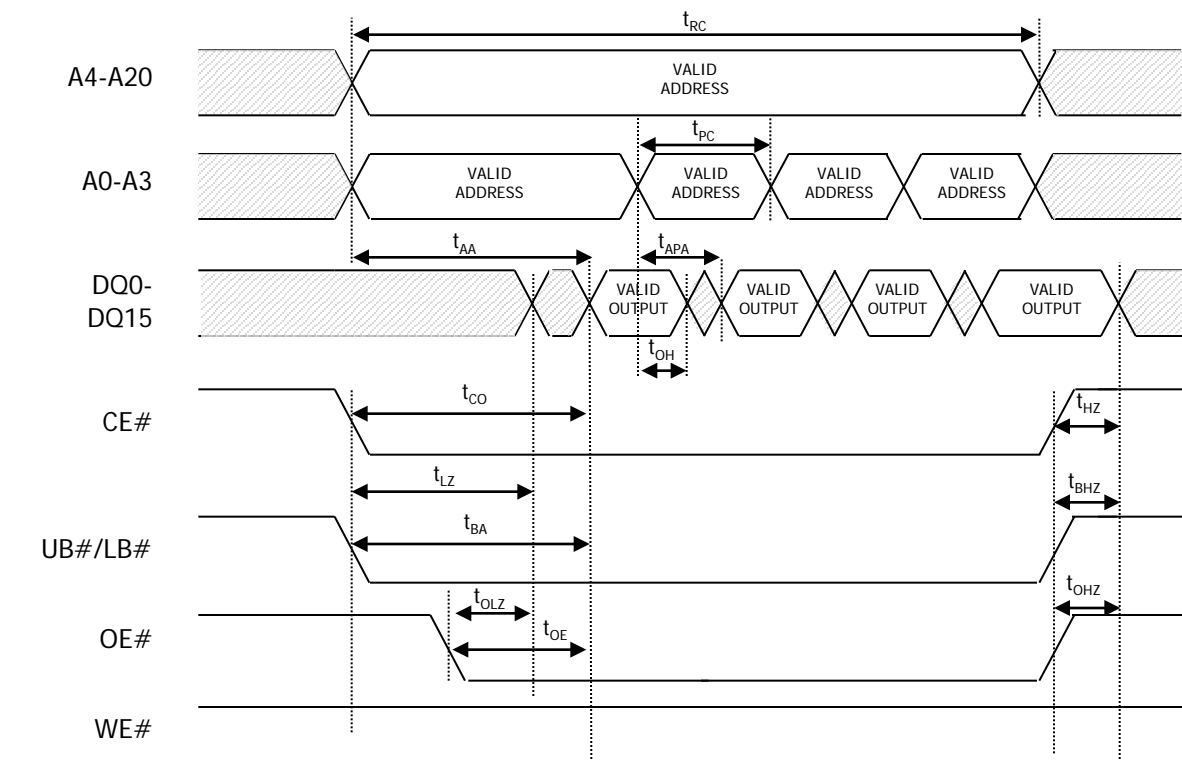 tRC
A4-A20
VALID
ADDRESS
tPC
A0-A3
VALID
ADDRESS
VALID
ADDRESS
VALID
ADDRESS
VALID
ADDRESS
tAA
tAPA
DQ0-
DQ15
VALID
OUTPUT
VALID
OUTPUT
VALID
OUTPUT
VALID
OUTPUT
tOH
CE#
tCO
tHZ
tLZ
tBHZ
UB#/LB#
tBA
tOLZ
tOHZ
OE#
tOE
WE#